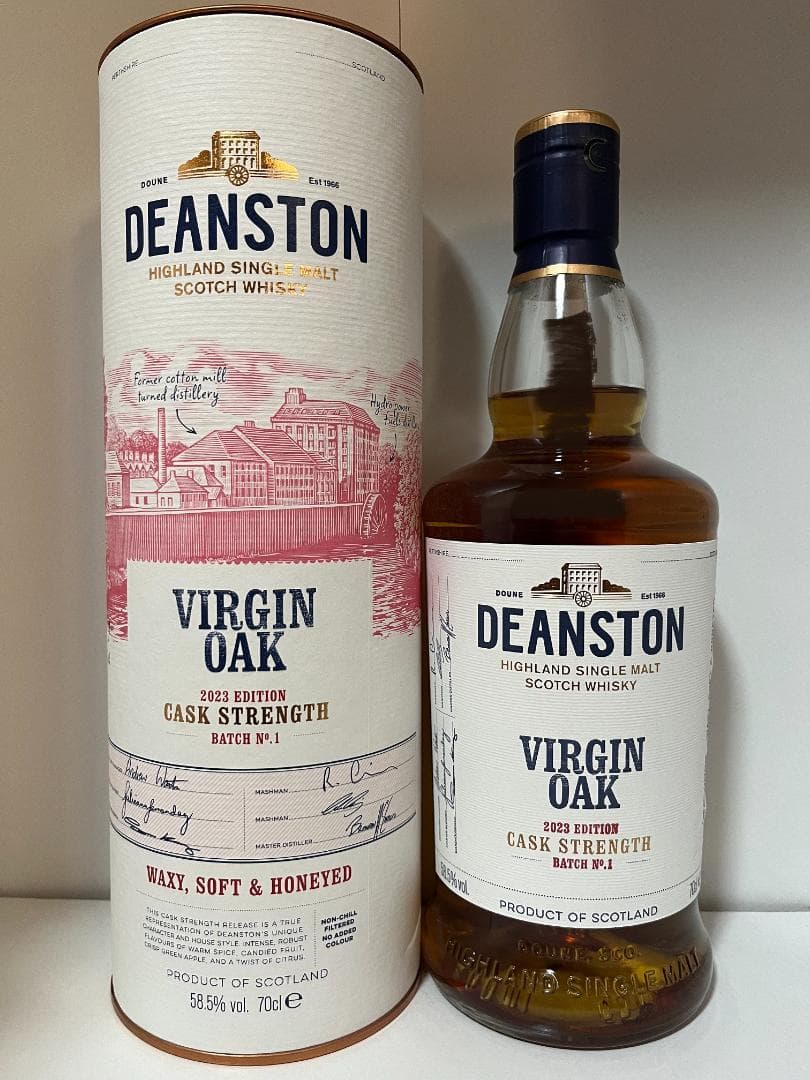 PERTHSHIRE
SCOTLAND
DOUNE
Est 1966
DEANSTON
HIGHLAND SINGLE MALT
SCOTCH WHISKY
Former cotton mill
turned distillery
Hydro power
VIRGIN
OAK
2023 EDITION
CASK STRENGTH
BATCH Nº.1
MASHMAN
MASHMAN
MASTER DISTILLER
WAXY, SOFT & HONEYED
THIS CASK STRENGTH RELEASE IS A TRUE
REPRESENTATION OF DEANSTON'S UNIQUE
CHARACTER AND HOUSE STYLE. INTENSE, ROBUST
FLAVOURS OF WARM SPICE, CANDIED FRUIT,
CRISP GREEN APPLE, AND A TWIST OF CITRUS.
NON-CHILL
FILTERED
NO ADDED
COLOUR
PRODUCT OF SCOTLAND
58.5% vol. 70cl e
DOUNE
Est 1966
DEANSTON
HIGHLAND SINGLE MALT
SCOTCH WHISKY
VIRGIN
OAK
2023 EDITION
CASK STRENGTH
BATCH Nº.1
58.5% vol.
PRODUCT OF SCOTLAND
DOUNE, SCO
HIGHLAND SINGLE MALT